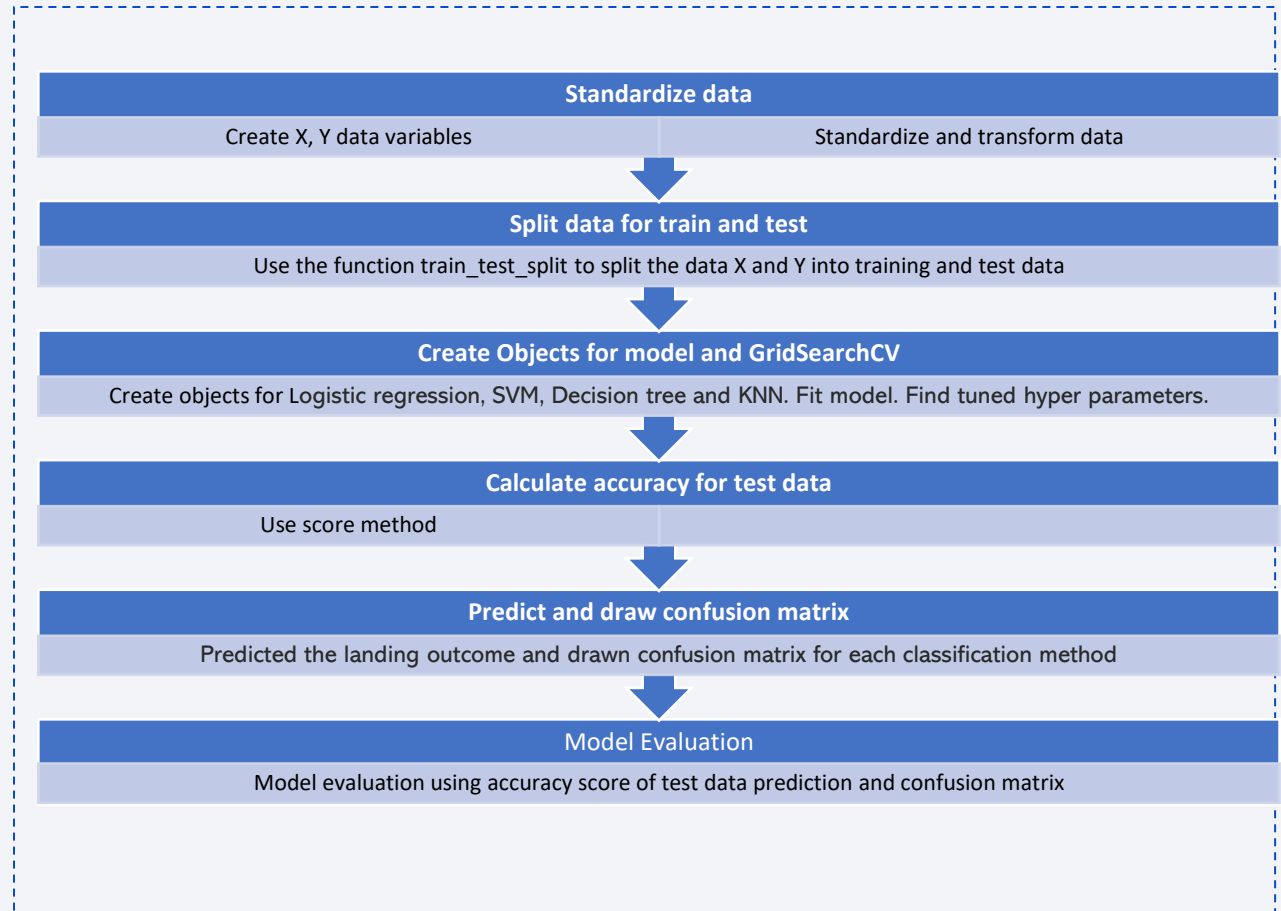 Standardize data
Create X, Y data variables
Standardize and transform data
Split data for train and test
Use the function train_test_split to split the data X and Y into training and test data
Create Objects for model and GridSearchCV
Create objects for Logistic regression, SVM, Decision tree and KNN. Fit model. Find tuned hyper parameters.
Calculate accuracy for test data
Use score method
Predict and draw confusion matrix
Predicted the landing outcome and drawn confusion matrix for each classification method
Model Evaluation
Model evaluation using accuracy score of test data prediction and confusion matrix